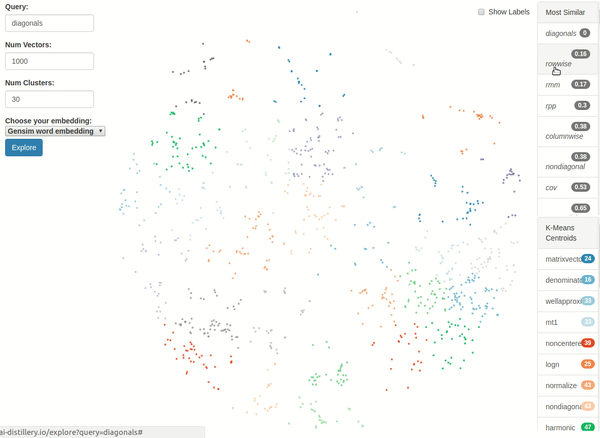 Query:
diagonals
Num Vectors:
1000
Num Clusters:
30
Choose your embedding:
Gensim word embedding
Explore
Show Labels
Most Similar
diagonals 0
0.16
rowwise
rmm 0.17
rpp 0.3
0.38
columnwise
0.38
nondiagonal
cov 0.53
0.65
K-Means
Centroids
matrixvecto 24
denominato 16
wellapproxi
mt1
noncentere 39
logn 25
normalize 41
nondiagona
harmonic 47
ai-distillery.io/explore?query=diagonals#